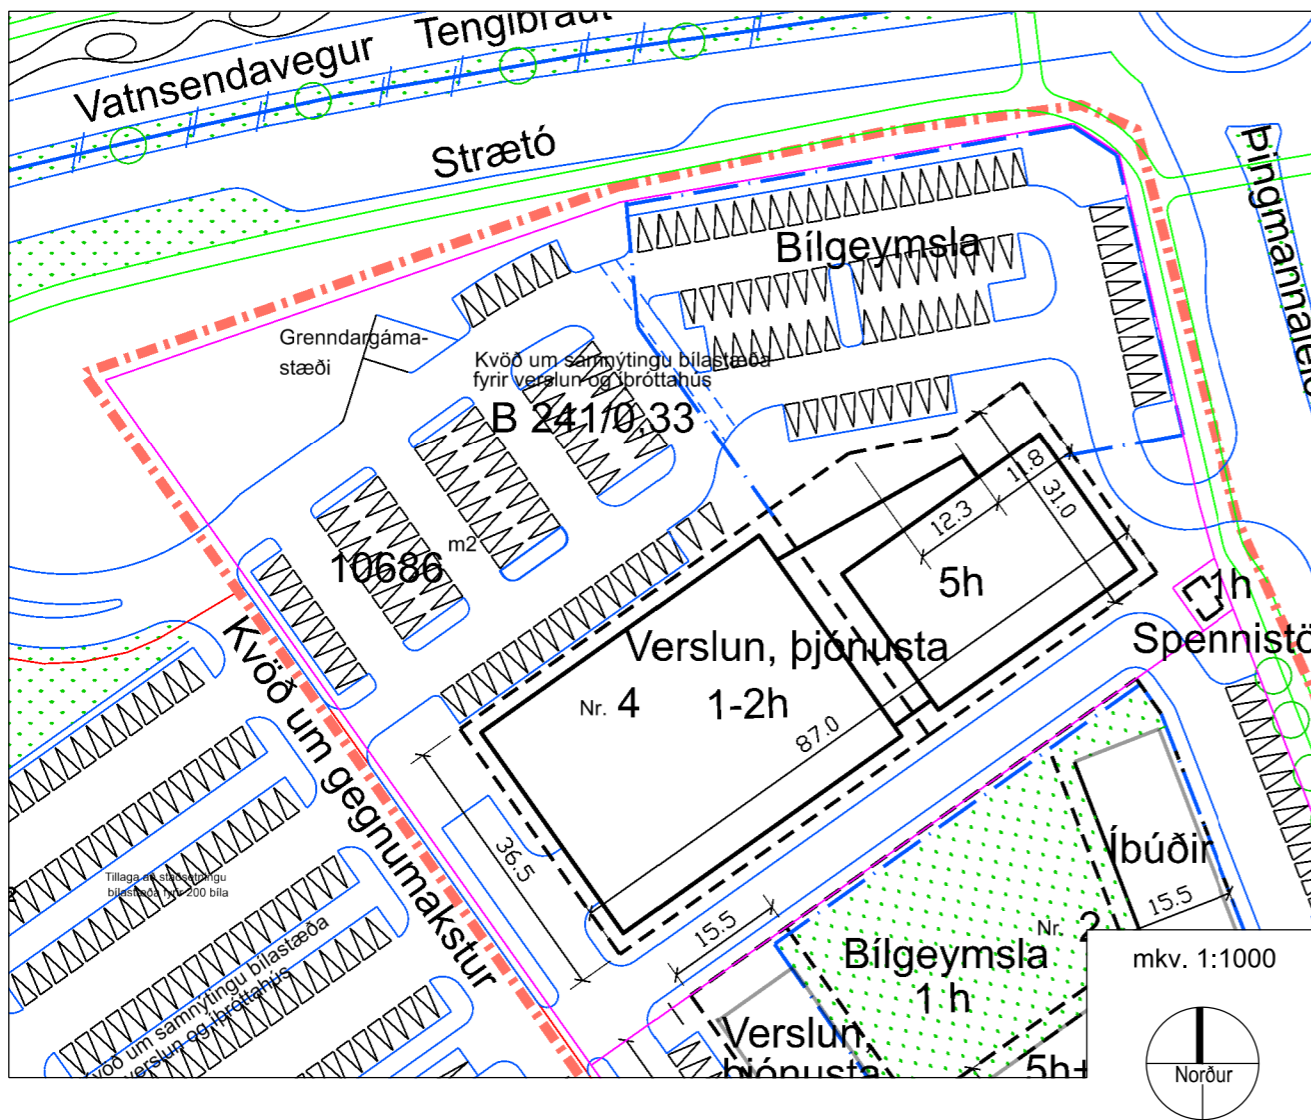 Vatnsendavegur Tengibraut
Strætó
Bílgeymsla
Grenndargáma-
stæði
Kvöð um samnýtingu bílastæða
fyrir verslun og íþróttahús
B 241/0,33
10686 m2
11.8
31.0
12.3
5h
1h
Spennistö
Verslun, þjónusta
Nr. 4 1-2h
87.0
Kvöð um gegnumakstur
36.5
15.5
Tillaga að staðsetningu
bílastæða fyrir 200 bíla
Kvöð um samnýtingu bílastæða
verslun og íþróttahús
Íbúðir
15.5
Nr. 2
Bílgeymsla
1 h
Verslun,
þjónusta
5h+
mkv. 1:1000
Norður